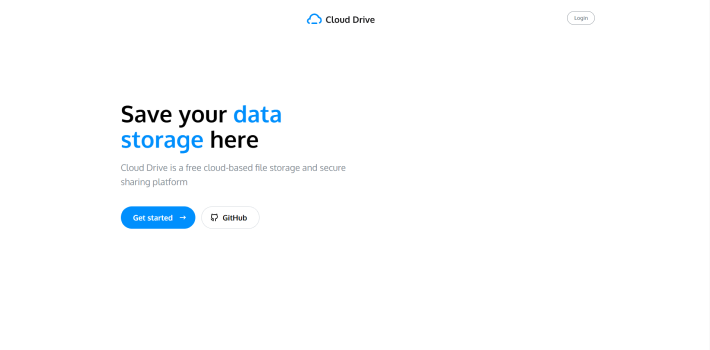 Cloud Drive
Login
Save your data
storage here
Cloud Drive is a free cloud-based file storage and secure
sharing platform
Get started →
GitHub